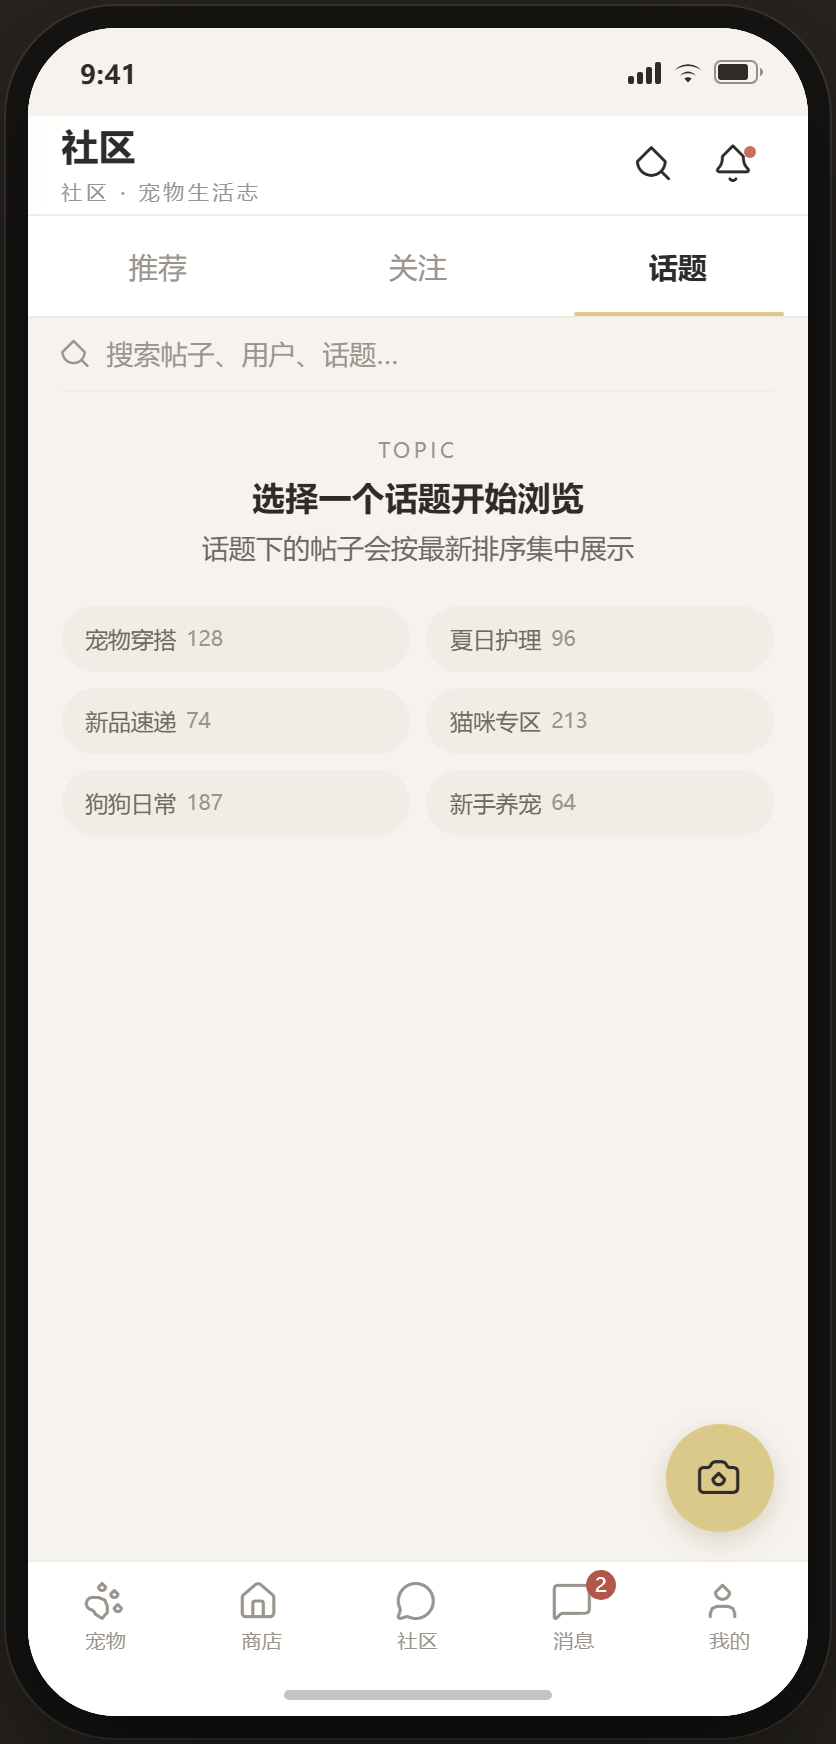 9:41
社区
社区 · 宠物生活志
推荐 关注 话题
搜索帖子、用户、话题...
TOPIC
选择一个话题开始浏览
话题下的帖子会按最新排序集中展示
宠物穿搭 128 夏日护理 96
新品速递 74 猫咪专区 213
狗狗日常 187 新手养宠 64
2
宠物 商店 社区 消息 我的